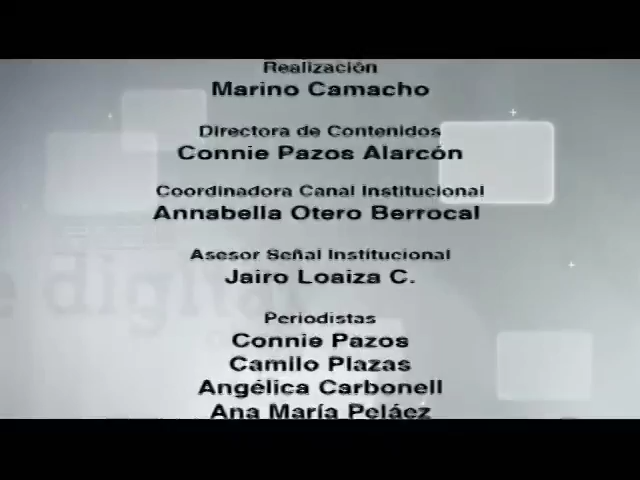 Realización
Marino Camacho
Directora de Contenidos
Connie Pazos Alarcón
Coordinadora Canal Institucional
Annabella Otero Berrocal
Asesor Señal Institucional
Jairo Loaiza C.
e digital
Periodistas
Connie Pazos
Camilo Plazas
Angélica Carbonell
Ana María Peláez